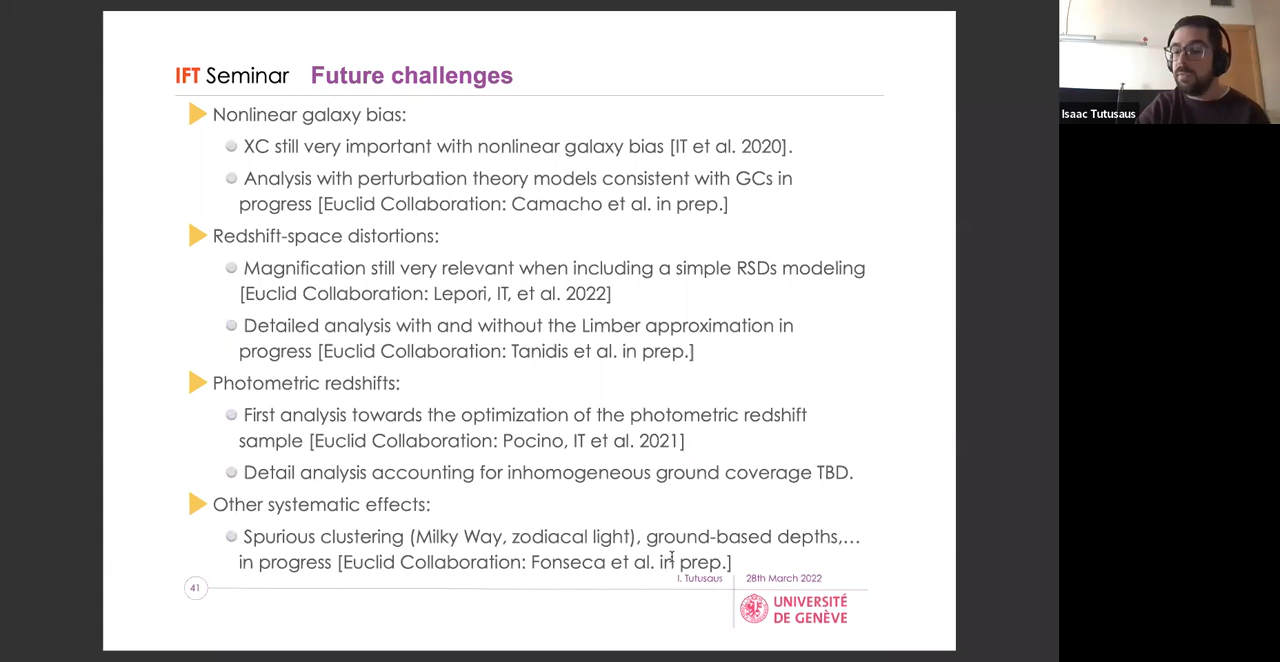 IFT Seminar Future challenges
Nonlinear galaxy bias:
XC still very important with nonlinear galaxy bias [IT et al. 2020].
Analysis with perturbation theory models consistent with GCs in
progress [Euclid Collaboration: Camacho et al. in prep.]
Redshift-space distortions:
Magnification still very relevant when including a simple RSDs modeling
[Euclid Collaboration: Lepori, IT, et al. 2022]
Detailed analysis with and without the Limber approximation in
progress [Euclid Collaboration: Tanidis et al. in prep.]
Photometric redshifts:
First analysis towards the optimization of the photometric redshift
sample [Euclid Collaboration: Pocino, IT et al. 2021]
Detail analysis accounting for inhomogeneous ground coverage TBD.
Other systematic effects:
Spurious clustering (Milky Way, zodiacal light), ground-based depths,…
in progress [Euclid Collaboration: Fonseca et al. in prep.]
41
I. Tutusaus
28th March 2022
UNIVERSITÉ
DE GENÈVE
Isaac Tutusaus